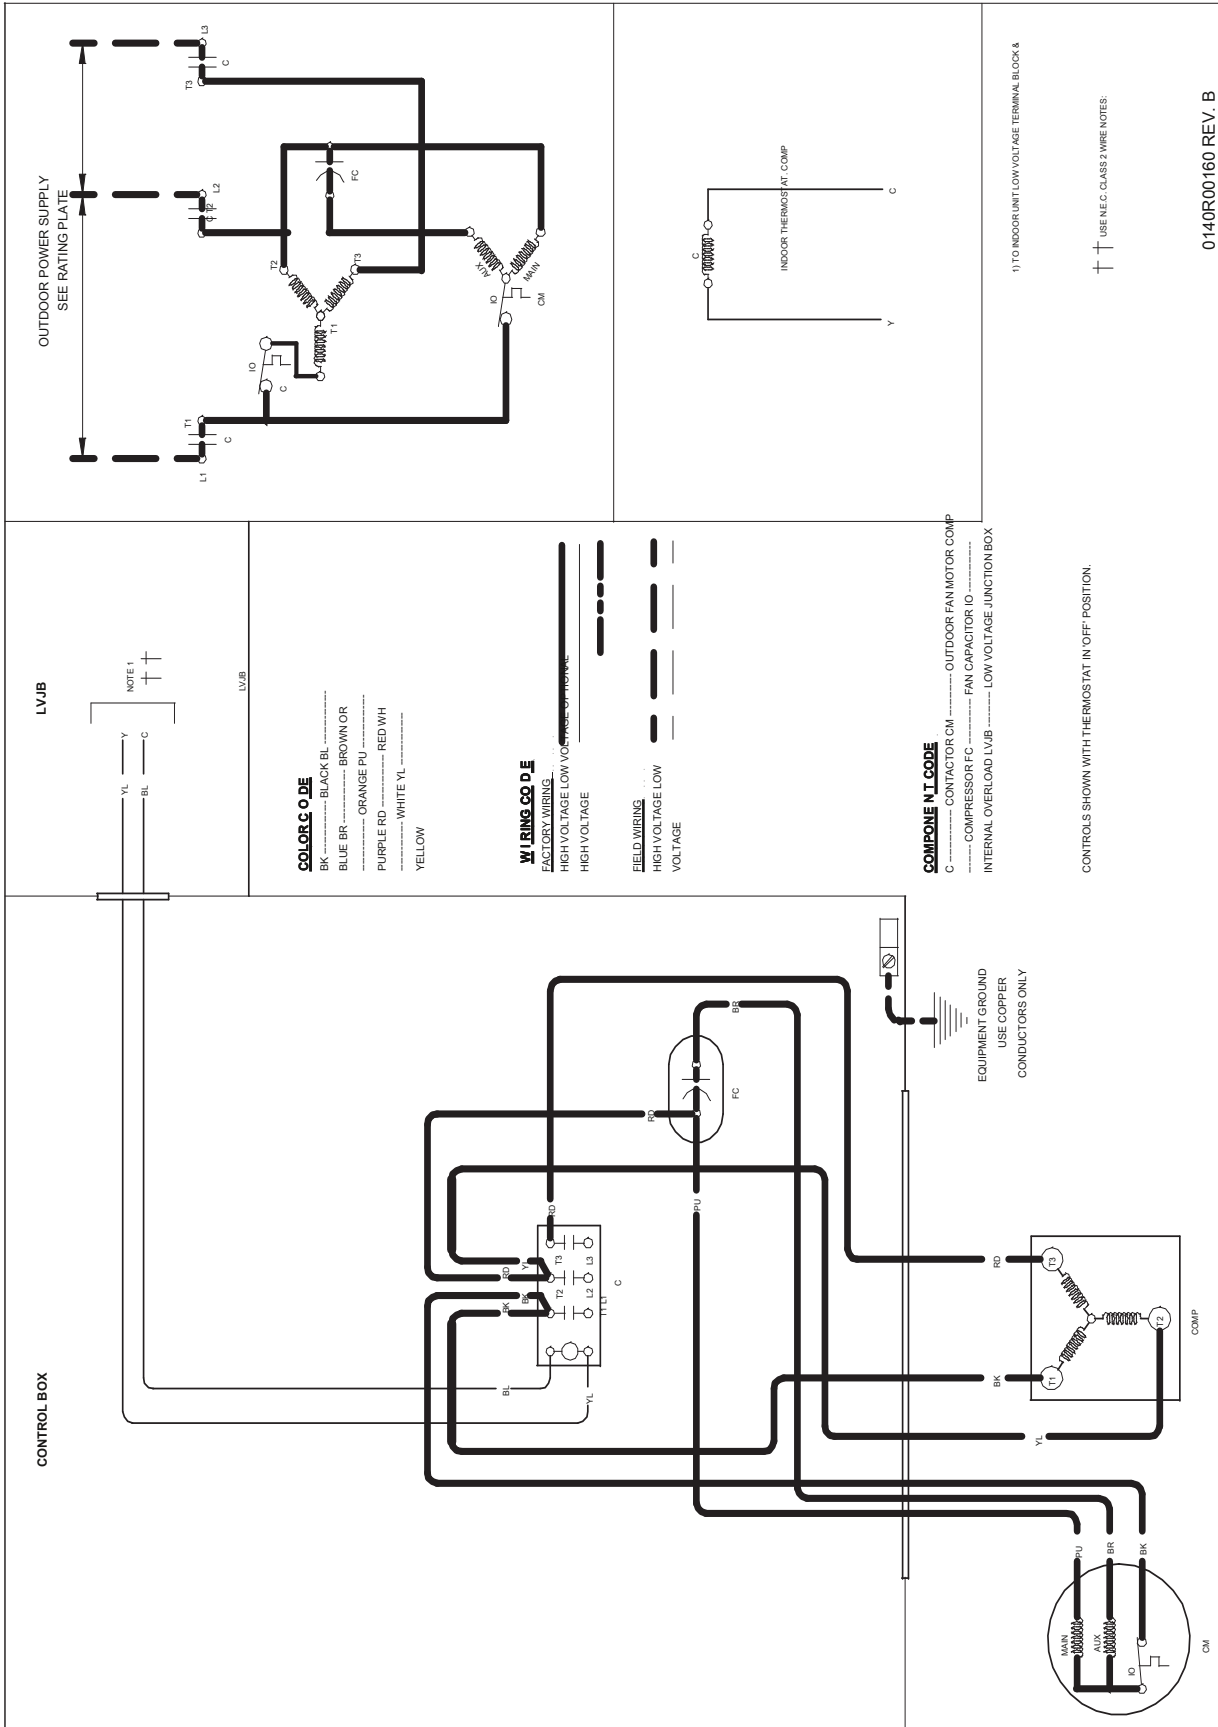 CONTROL BOX
LVJB
OUTDOOR POWER SUPPLY
SEE RATING PLATE
L1
C
T1
L2
T2
C
T3
C
L3
IO
C
T1
T2
T3
FC
AUX
MAIN
IO
CM
C
Y
C
INDOOR THERMOSTAT . COMP
1) TO INDOOR UNIT LOW VOLTAGE TERMINAL BLOCK &
USE N.E.C. CLASS 2 WIRE NOTES:
0140R00160 REV. B
YL
Y
BL
C
NOTE 1
LVJB
COLOR C O DE
BK ------------ BLACK BL -----------
BLUE BR ------------ BROWN OR
------------ ORANGE PU ------------
PURPLE RD ------------ RED WH
------------ WHITE YL ------------
YELLOW
W I RING CO D E
FACTORY WIRING
HIGH VOLTAGE LOW VOLTAGE OPTIONAL
HIGH VOLTAGE
FIELD WIRING
HIGH VOLTAGE LOW
VOLTAGE
COMPONE N T CODE
C ------------ CONTACTOR CM ------------ OUTDOOR FAN MOTOR COMP
------------ COMPRESSOR FC ------------ FAN CAPACITOR IO ------------
INTERNAL OVERLOAD LVJB ------------ LOW VOLTAGE JUNCTION BOX
CONTROLS SHOWN WITH THERMOSTAT IN 'OFF' POSITION.
BL
YL
BK
BK
RD
YL
RD
T3
T2
L3
L2
T1 L1
C
RD
PU
BR
FC
EQUIPMENT GROUND
USE COPPER
CONDUCTORS ONLY
RD
BK
YL
T3
T2
T1
COMP
PU
BR
BK
MAIN
AUX
IO
CM